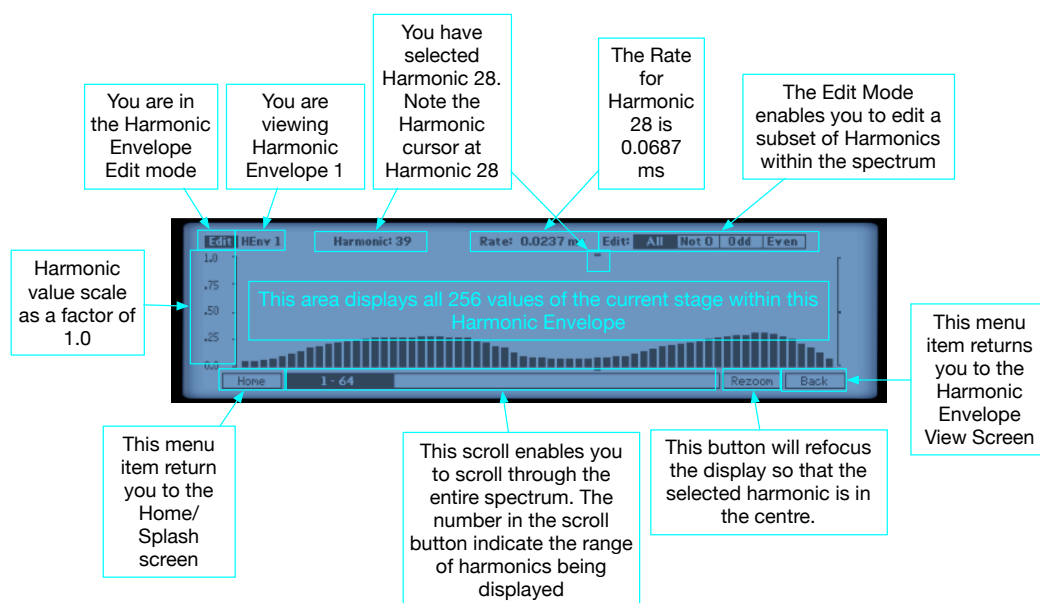 You are in
the Harmonic
Envelope
Edit mode
You are
viewing
Harmonic
Envelope 1
You have
selected
Harmonic 28.
Note the
Harmonic
cursor at
Harmonic 28
The Rate
for
Harmonic
28 is
0.0687
ms
The Edit Mode
enables you to edit a
subset of Harmonics
within the spectrum
Edit HEnv 1 Harmonic: 39 Rate: 0.0237 m Edit: All Not 0 Odd Even
1.0
.75
.50
.25
0.0
Harmonic
value scale
as a factor of
1.0
This area displays all 256 values of the current stage within this
Harmonic Envelope
Home 1 - 64 Rezoom Back
This menu
item returns
you to the
Harmonic
Envelope
View Screen
This menu
item return
you to the
Home/
Splash
screen
This scroll enables you
to scroll through the
entire spectrum. The
number in the scroll
button indicate the range
of harmonics being
displayed
This button will refocus
the display so that the
selected harmonic is in
the centre.